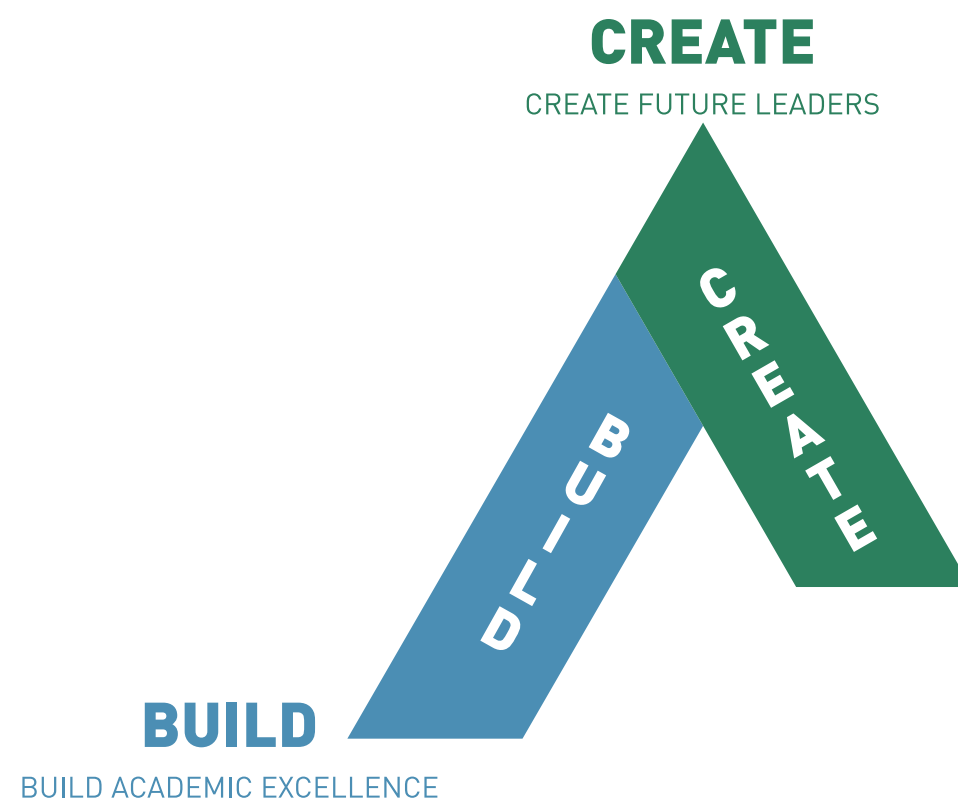 CREATE
CREATE FUTURE LEADERS
CREATE
BUILD
BUILD
BUILD ACADEMIC EXCELLENCE